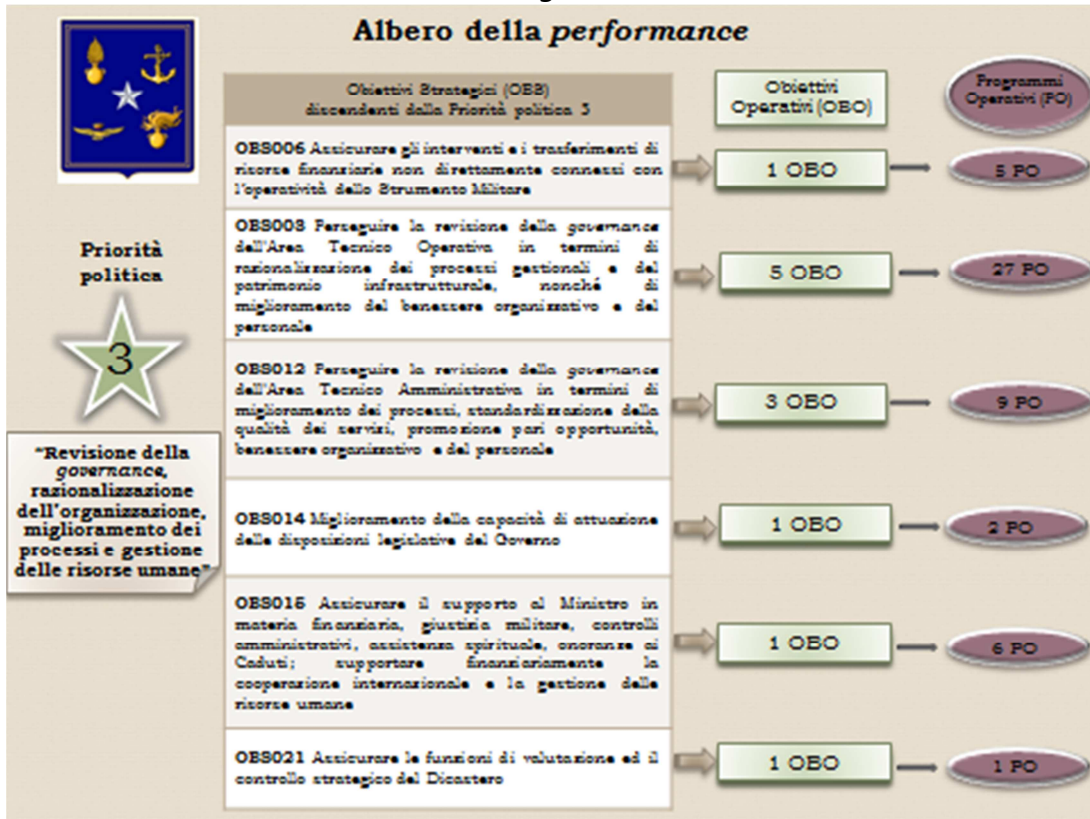 Albero della performance
Obiettivi Strategici (OBS)
discendenti dalla Priorità politica 3
Obiettivi
Operativi (OBO)
Programmi
Operativi (PO)
OBS006 Assicurare gli interventi e i trasferimenti di
risorse finanziarie non direttamente connessi con
l'operatività dello Strumento Militare
1 OBO
5 PO
Priorità
politica
3
"Revisione della
governance,
razionalizzazione
dell'organizzazione,
miglioramento dei
processi e gestione
delle risorse umane"
OBS003 Perseguire la revisione della governance
dell'Area Tecnico Operativa in termini di
razionalizzazione dei processi gestionali e del
patrimonio infrastrutturale, nonché di
miglioramento del benessere organizzativo e del
personale
5 OBO
27 PO
OBS012 Perseguire la revisione della governance
dell'Area Tecnico Amministrativa in termini di
miglioramento dei processi, standardizzazione della
qualità dei servizi, promozione pari opportunità,
benessere organizzativo e del personale
3 OBO
9 PO
OBS014 Miglioramento della capacità di attuazione
delle disposizioni legislative del Governo
1 OBO
2 PO
OBS015 Assicurare il supporto al Ministro in
materia finanziaria, giustizia militare, controlli
amministrativi, assistenza spirituale, onoranze ai
Caduti; supportare finanziariamente la
cooperazione internazionale e la gestione delle
risorse umane
1 OBO
6 PO
OBS021 Assicurare le funzioni di valutazione ed il
controllo strategico del Dicastero
1 OBO
1 PO